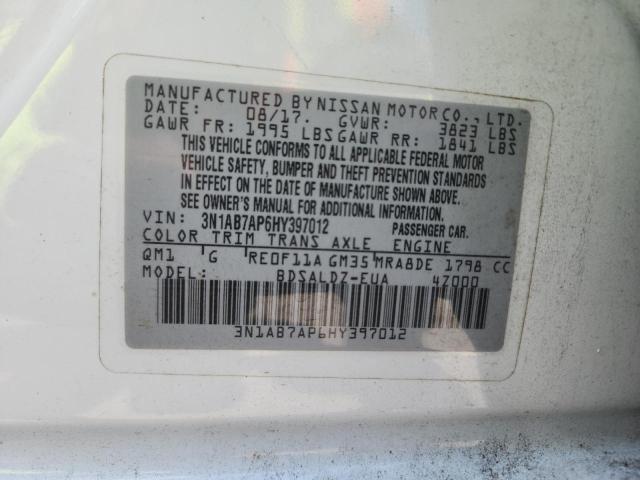 MANUFACTURED BY NISSAN MOTOR CO., LTD.
DATE: 08/17. GVWR: 3823 LBS
GAWR FR: 1995 LBS GAWR RR: 1841 LBS
THIS VEHICLE CONFORMS TO ALL APPLICABLE FEDERAL MOTOR
VEHICLE SAFETY, BUMPER AND THEFT PREVENTION STANDARDS
IN EFFECT ON THE DATE OF MANUFACTURE SHOWN ABOVE.
SEE OWNER'S MANUAL FOR ADDITIONAL INFORMATION.
VIN: 3N1AB7AP6HY397012 PASSENGER CAR.
COLOR TRIM TRANS AXLE ENGINE
QM1 G RE0F11A GM35 MRA8DE 1798 CC
MODEL: BDSALDZ-EUA 4Z000
3N1AB7AP6HY397012